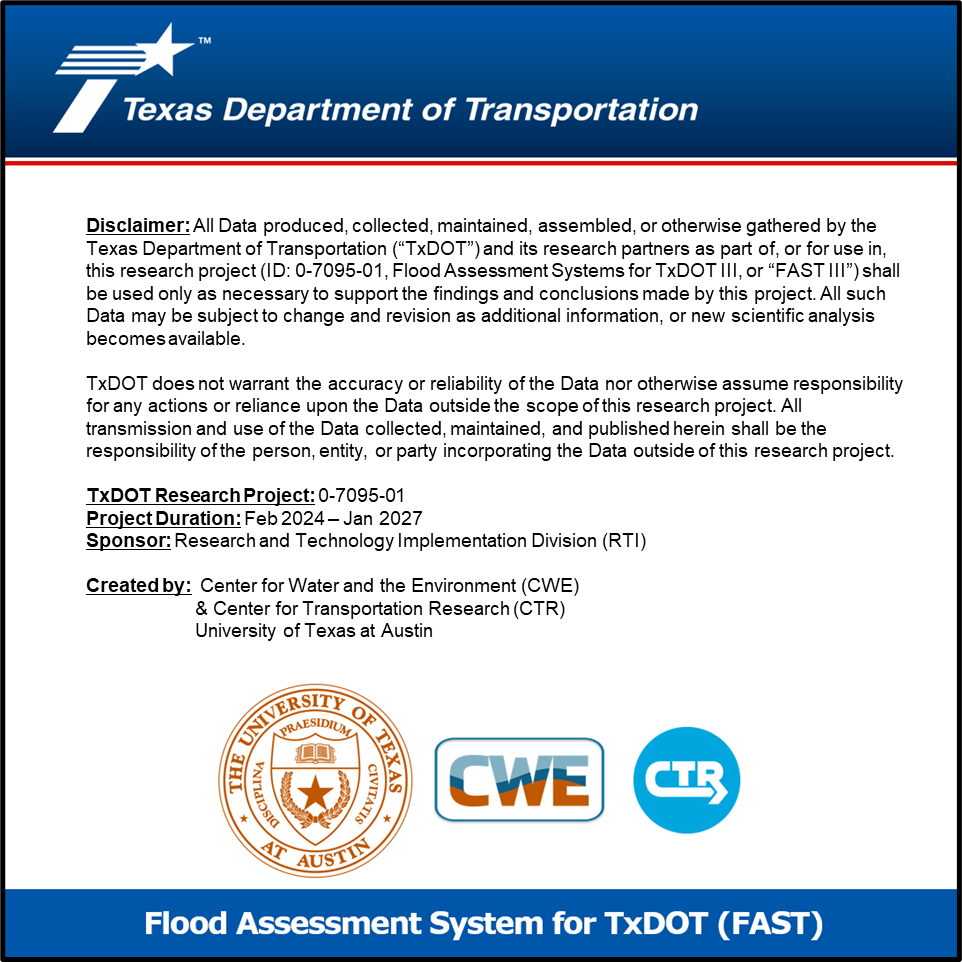 TM
Texas Department of Transportation
Disclaimer: All Data produced, collected, maintained, assembled, or otherwise gathered by the
Texas Department of Transportation (“TxDOT”) and its research partners as part of, or for use in,
this research project (ID: 0-7095-01, Flood Assessment Systems for TxDOT III, or “FAST III”) shall
be used only as necessary to support the findings and conclusions made by this project. All such
Data may be subject to change and revision as additional information, or new scientific analysis
becomes available.
TxDOT does not warrant the accuracy or reliability of the Data nor otherwise assume responsibility
for any actions or reliance upon the Data outside the scope of this research project. All
transmission and use of the Data collected, maintained, and published herein shall be the
responsibility of the person, entity, or party incorporating the Data outside of this research project.
TxDOT Research Project: 0-7095-01
Project Duration: Feb 2024 – Jan 2027
Sponsor: Research and Technology Implementation Division (RTI)
Created by: Center for Water and the Environment (CWE)
& Center for Transportation Research (CTR)
University of Texas at Austin
THE UNIVERSITY OF TEXAS
AT AUSTIN
PRAESIDIUM
DISCIPLINA
CIVITATIS
CWE
CTR
Flood Assessment System for TxDOT (FAST)